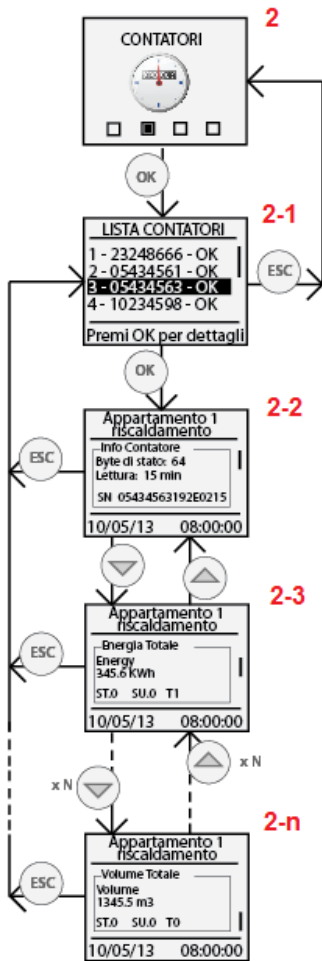 2
CONTATORI
OK
2-1
LISTA CONTATORI
1 - 23248666 - OK
2 - 05434561 - OK
3 - 05434563 - OK
4 - 10234598 - OK
Premi OK per dettagli
ESC
OK
2-2
Appartamento 1
riscaldamento
Info Contatore
Byte di stato: 64
Lettura: 15 min
SN 05434563192E0215
10/05/13 08:00:00
ESC
2-3
Appartamento 1
riscaldamento
Energia Totale
Energy
345.6 KWh
ST.0 SU.0 T1
10/05/13 08:00:00
ESC
x N
x N
2-n
Appartamento 1
riscaldamento
Volume Totale
Volume
1345.5 m3
ST.0 SU.0 T0
10/05/13 08:00:00
ESC